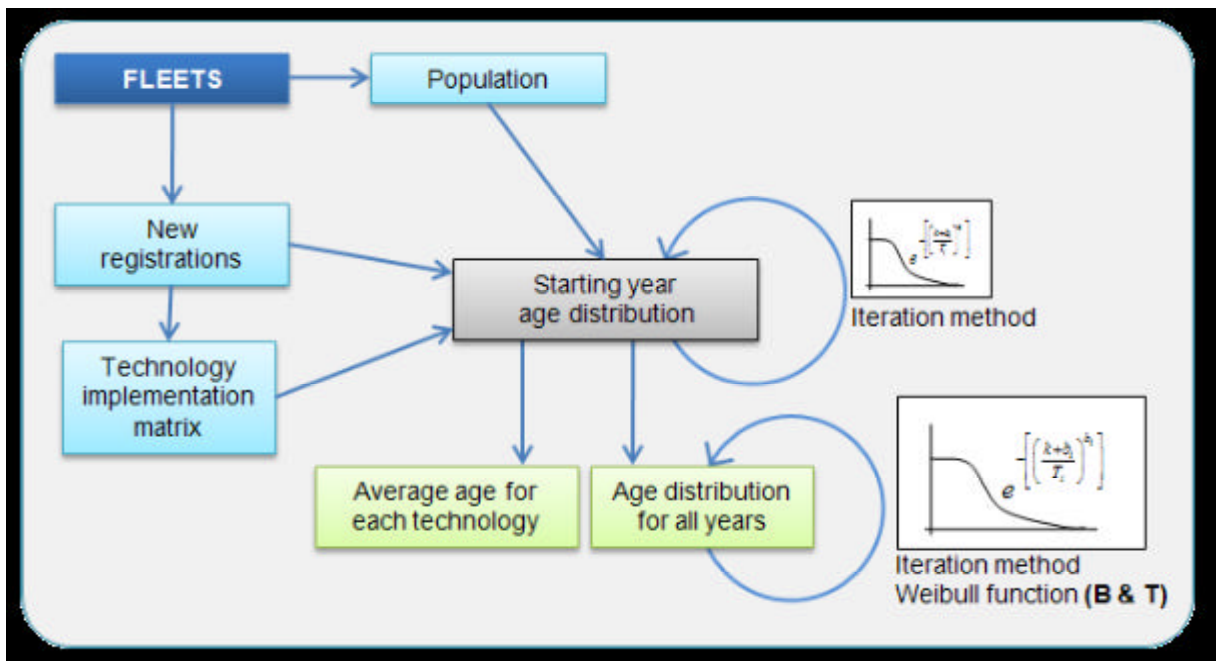 FLEETS
Population
New
registrations
Starting year
age distribution
Iteration method
Technology
implementation
matrix
Average age for
each technology
Age distribution
for all years
Iteration method
Weibull function (B & T)